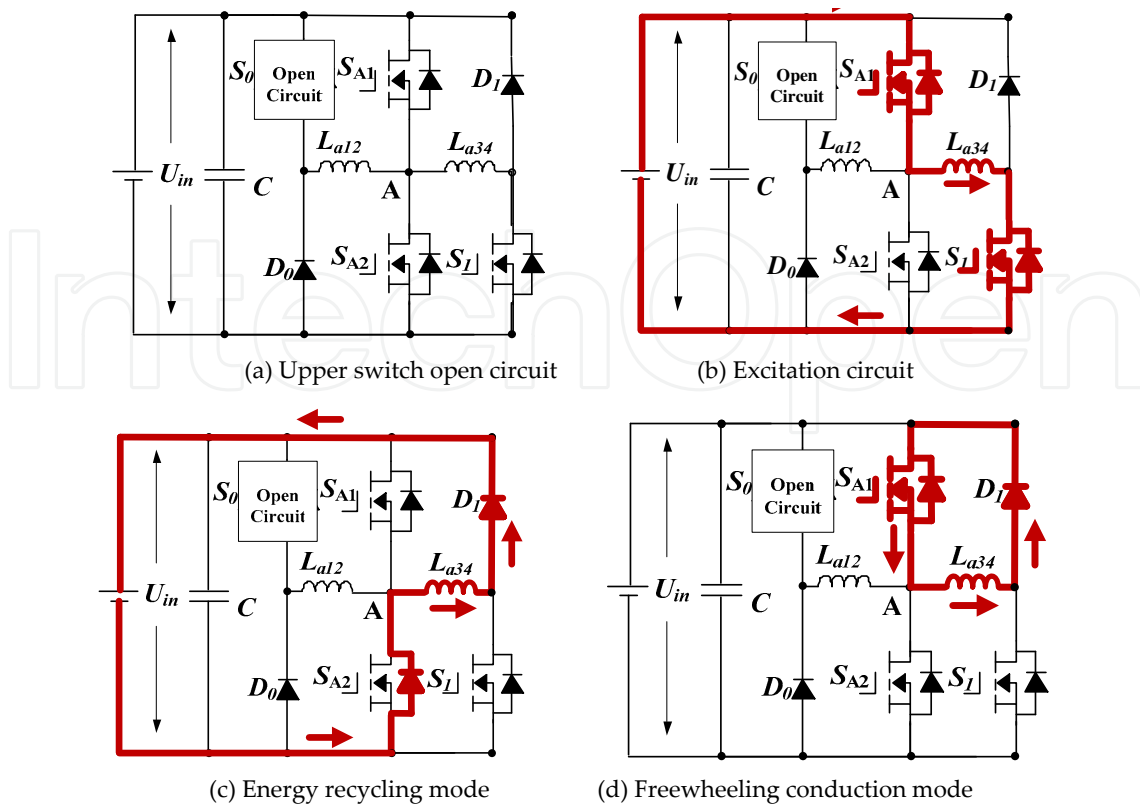 S0
Open
Circuit
SA1
D1
La12
La34
Uin
C
A
D0
SA2
S1
(a) Upper switch open circuit
S0
Open
Circuit
SA1
D1
La12
La34
Uin
C
A
D0
SA2
S1
(b) Excitation circuit
S0
Open
Circuit
SA1
D1
La12
La34
Uin
C
A
D0
SA2
S1
(c) Energy recycling mode
S0
Open
Circuit
SA1
D1
La12
La34
Uin
C
A
D0
SA2
S1
(d) Freewheeling conduction mode
IntechOpen